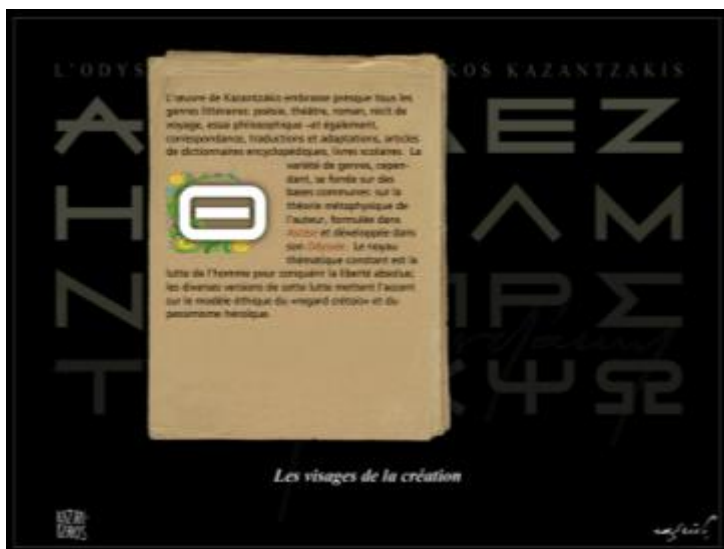 L'ODYS KOS KAZANTZAKIS
L'œuvre de Kazantzakis embrasse presque tous les
genres littéraires: poésie, théâtre, roman, récit de
voyage, essai philosophique –et également,
correspondance, traductions et adaptations, articles
de dictionnaires encyclopédiques, livres scolaires. La
variété de genres, cepen-
dant, se fonde sur des
bases communes: sur la
théorie métaphysique de
l'auteur, formulée dans
Ascèse et développée dans
son Odyssée. Le noyau
thématique constant est la
lutte de l'homme pour conquérir la liberté absolue;
les diverses versions de cette lutte mettent l'accent
sur le modèle éthique du «regard crétois» et du
pessimisme héroïque.
Θ
Α Ε Ζ
Η Λ Μ
Ν Π Ρ Σ
Τ Χ Ψ Ω
Les visages de la création